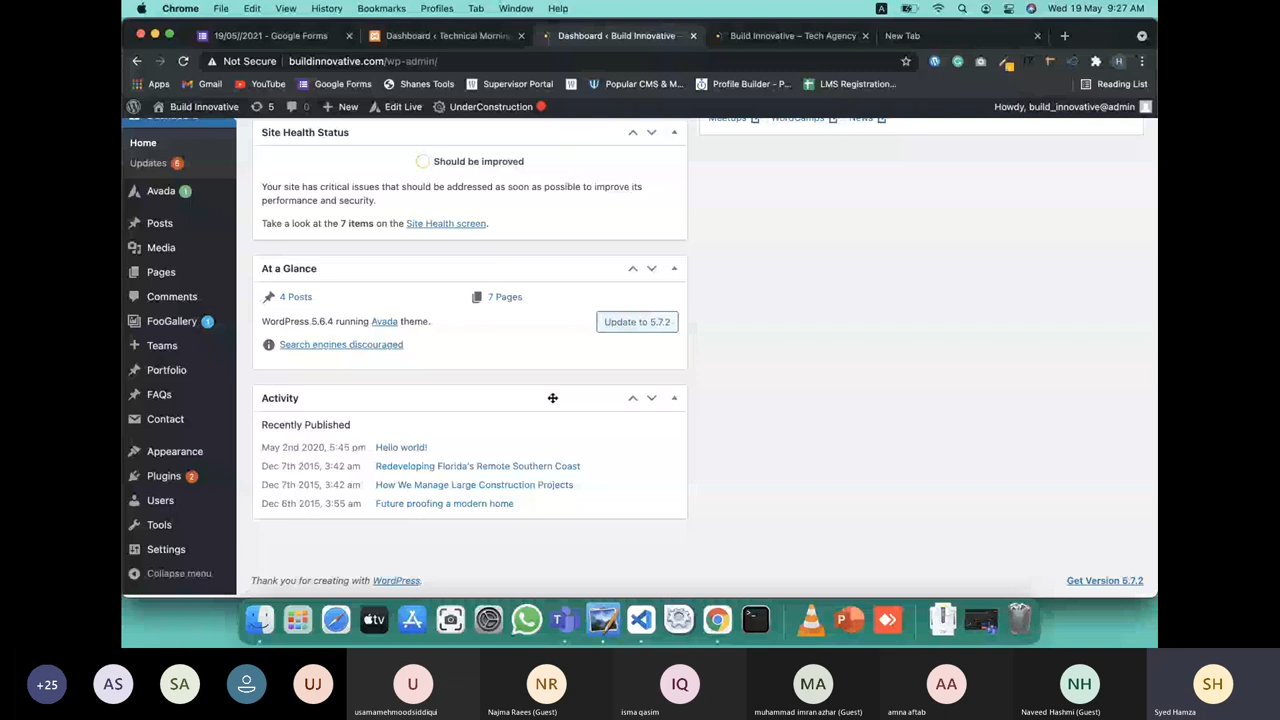 Chrome File Edit View History Bookmarks Profiles Tab Window Help A Wed 19 May 9:27 AM
19/05//2021 - Google Forms Dashboard ‹ Technical Morning Dashboard ‹ Build Innovative — Build Innovative – Tech Agency New Tab
Not Secure buildinnovative.com/wp-admin/
Apps Gmail YouTube Google Forms Shanes Tools Supervisor Portal Popular CMS & M... Profile Builder - P... LMS Registration... Reading List
Build Innovative 5 0 New Edit Live UnderConstruction Howdy, build_innovative@admin
Meetups WordCamps News
Home
Updates 6
Avada 1
Posts
Media
Pages
Comments
FooGallery 1
Teams
Portfolio
FAQs
Contact
Appearance
Plugins 2
Users
Tools
Settings
Collapse menu
Site Health Status
Should be improved
Your site has critical issues that should be addressed as soon as possible to improve its
performance and security.
Take a look at the 7 items on the Site Health screen.
At a Glance
4 Posts 7 Pages
WordPress 5.6.4 running Avada theme. Update to 5.7.2
Search engines discouraged
Activity
Recently Published
May 2nd 2020, 5:45 pm Hello world!
Dec 7th 2015, 3:42 am Redeveloping Florida's Remote Southern Coast
Dec 7th 2015, 3:42 am How We Manage Large Construction Projects
Dec 6th 2015, 3:55 am Future proofing a modern home
Thank you for creating with WordPress. Get Version 5.7.2
+25 AS SA UJ U NR IQ MA AA NH SH
usamamehmoodsiddiqui Najma Raees (Guest) isma qasim muhammad imran azhar (Guest) amna aftab Naveed Hashmi (Guest) Syed Hamza